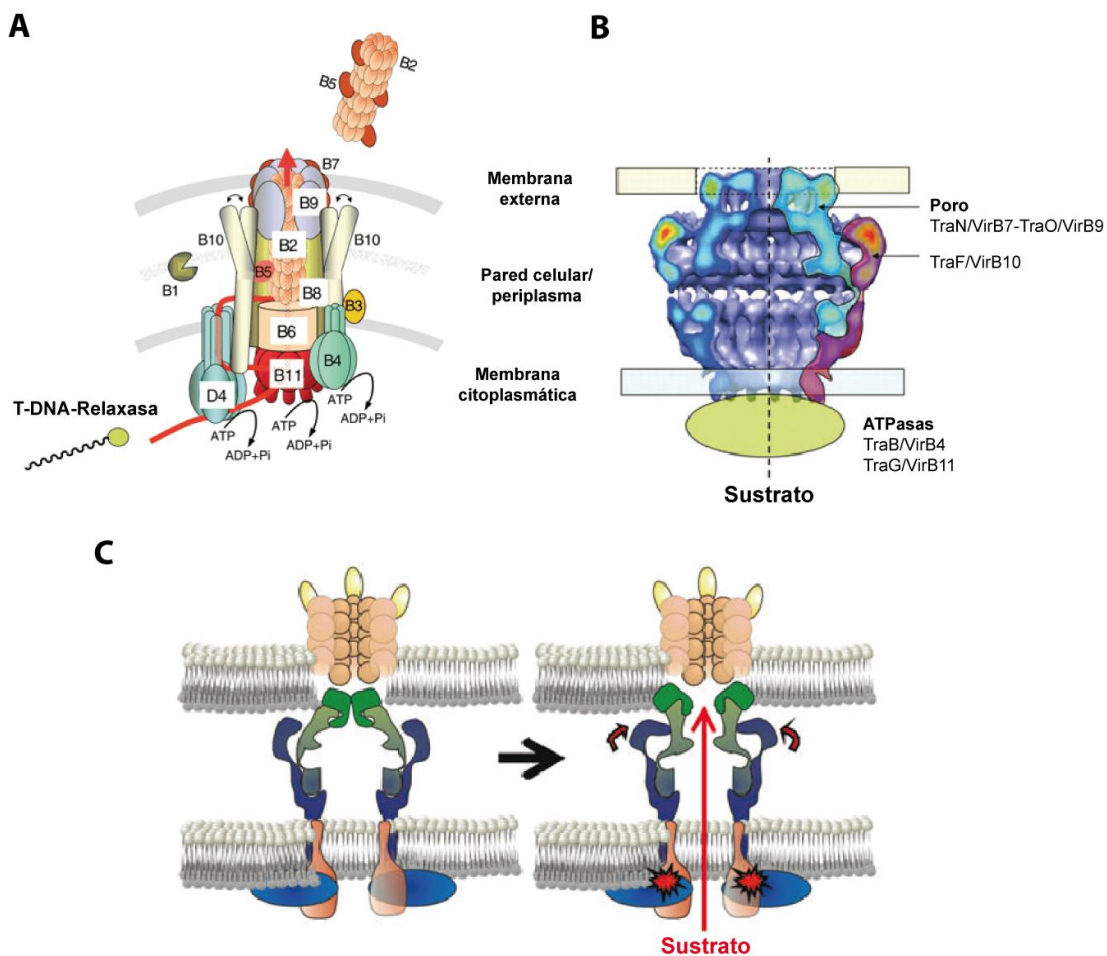 A
B2
B5
B7
B9
B10
B2
B10
B5
B1
B8
B3
B6
B4
B11
D4
ATP
ADP+Pi
ATP
ADP+Pi
ATP
ADP+Pi
T-DNA-Relaxasa
Membrana
externa
Pared celular/
periplasma
Membrana
citoplasmática
B
Poro
TraN/VirB7-TraO/VirB9
TraF/VirB10
ATPasas
TraB/VirB4
TraG/VirB11
Sustrato
C
Sustrato